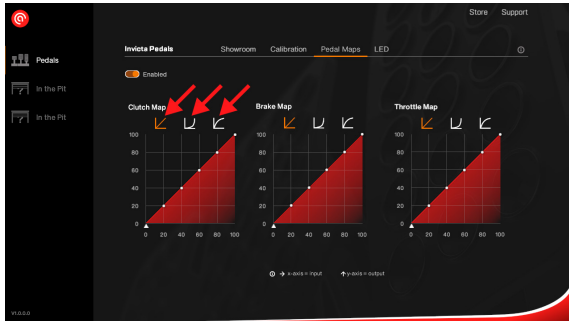 Store Support
Invicta Pedals Showroom Calibration Pedal Maps LED
Pedals
Enabled
In the Pit
Clutch Map Brake Map Throttle Map
In the Pit
100 100 100
80 80 80
60 60 60
40 40 40
20 20 20
0 0 0
0 20 40 60 80 100 0 20 40 60 80 100 0 20 40 60 80 100
x-axis = input y-axis = output
V1.0.0.0